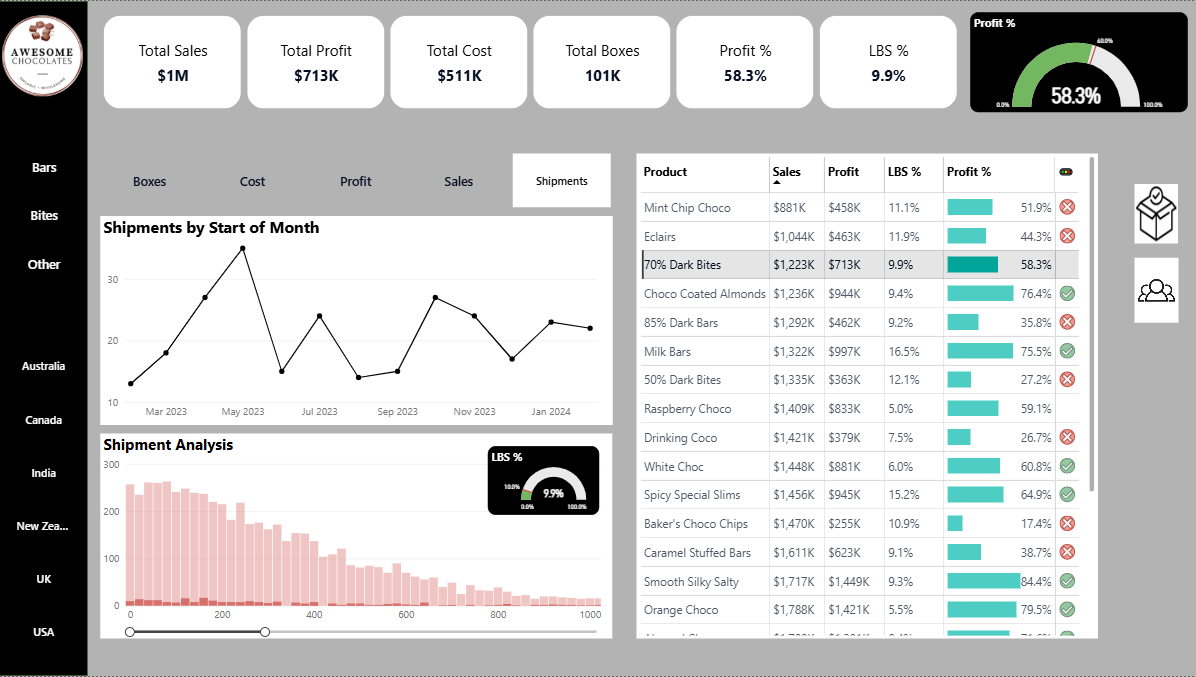 AWESOME
CHOCOLATES
Bars
Bites
Other
Australia
Canada
India
New Zea...
UK
USA
Total Sales
$1M
Total Profit
$713K
Total Cost
$511K
Total Boxes
101K
Profit %
58.3%
LBS %
9.9%
Profit %
60.0%
0.0%
58.3%
100.0%
Boxes Cost Profit Sales Shipments
Shipments by Start of Month
30
20
10
Mar 2023 May 2023 Jul 2023 Sep 2023 Nov 2023 Jan 2024
Shipment Analysis
300
200
100
0
0 200 400 600 800 1000
LBS %
10.0%
9.9%
0.0% 100.0%
Product Sales Profit LBS % Profit %
Mint Chip Choco $881K $458K 11.1% 51.9%
Eclairs $1,044K $463K 11.9% 44.3%
70% Dark Bites $1,223K $713K 9.9% 58.3%
Choco Coated Almonds $1,236K $944K 9.4% 76.4%
85% Dark Bars $1,292K $462K 9.2% 35.8%
Milk Bars $1,322K $997K 16.5% 75.5%
50% Dark Bites $1,335K $363K 12.1% 27.2%
Raspberry Choco $1,409K $833K 5.0% 59.1%
Drinking Coco $1,421K $379K 7.5% 26.7%
White Choc $1,448K $881K 6.0% 60.8%
Spicy Special Slims $1,456K $945K 15.2% 64.9%
Baker's Choco Chips $1,470K $255K 10.9% 17.4%
Caramel Stuffed Bars $1,611K $623K 9.1% 38.7%
Smooth Silky Salty $1,717K $1,449K 9.3% 84.4%
Orange Choco $1,788K $1,421K 5.5% 79.5%